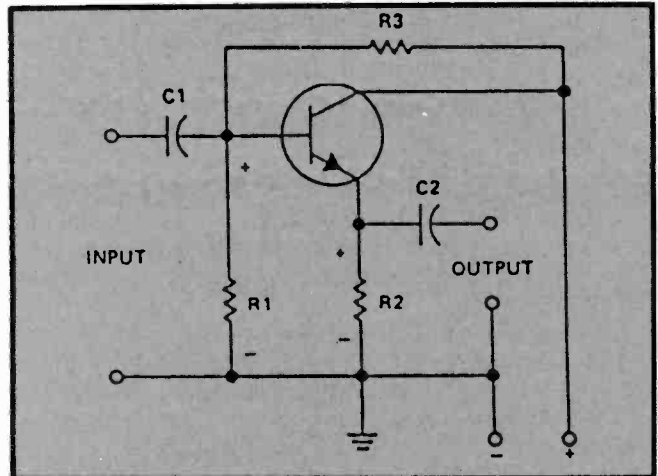 R3
C1
+
C2
+
INPUT
OUTPUT
R1
R2
-
-
- +